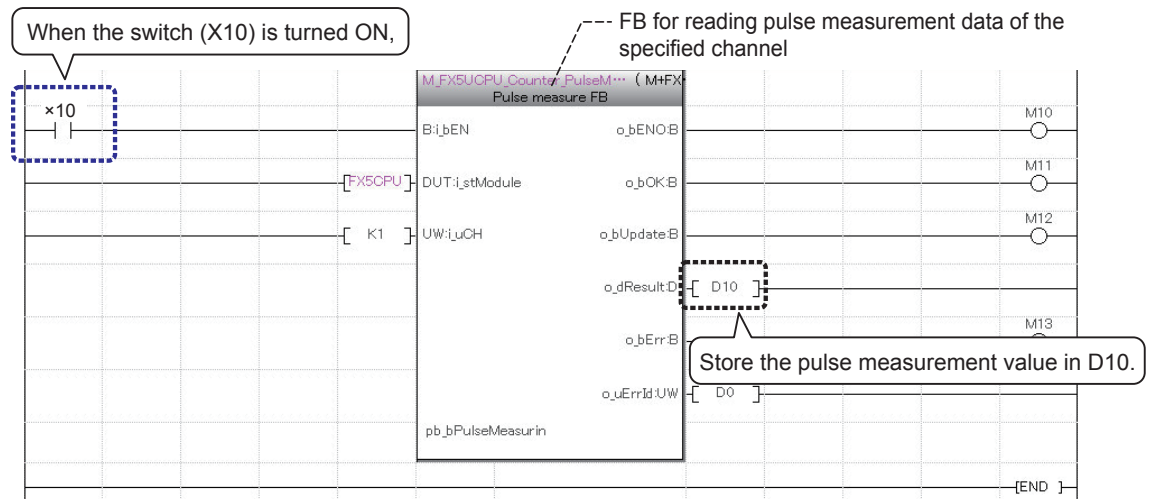 When the switch (X10) is turned ON,
FB for reading pulse measurement data of the
specified channel
M_FX5UCPU_Counter_PulseM… ( M+FX
Pulse measure FB
×10
B:i_bEN
o_bENO:B
M10
FX5CPU
DUT:i_stModule
o_bOK:B
M11
K1
UW:i_uCH
o_bUpdate:B
M12
o_dResult:D
D10
o_bErr:B
M13
Store the pulse measurement value in D10.
o_uErrId:UW
D0
pb_bPulseMeasurin
END